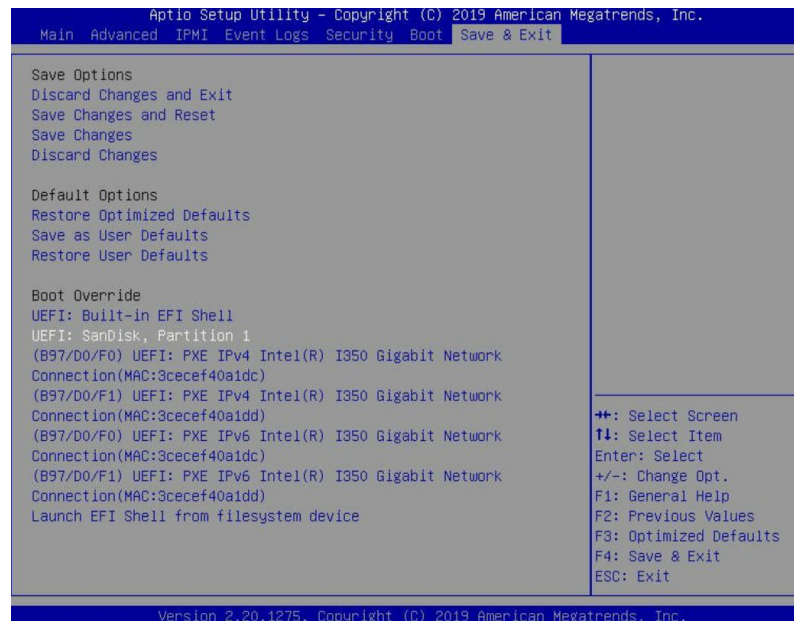 Aptio Setup Utility – Copyright (C) 2019 American Megatrends, Inc.
Main Advanced IPMI Event Logs Security Boot Save & Exit
Save Options
Discard Changes and Exit
Save Changes and Reset
Save Changes
Discard Changes
Default Options
Restore Optimized Defaults
Save as User Defaults
Restore User Defaults
Boot Override
UEFI: Built-in EFI Shell
UEFI: SanDisk, Partition 1
(B97/D0/F0) UEFI: PXE IPv4 Intel(R) I350 Gigabit Network
Connection(MAC:3cecef40a1dc)
(B97/D0/F1) UEFI: PXE IPv4 Intel(R) I350 Gigabit Network
Connection(MAC:3cecef40a1dd)
(B97/D0/F0) UEFI: PXE IPv6 Intel(R) I350 Gigabit Network
Connection(MAC:3cecef40a1dc)
(B97/D0/F1) UEFI: PXE IPv6 Intel(R) I350 Gigabit Network
Connection(MAC:3cecef40a1dd)
Launch EFI Shell from filesystem device
→←: Select Screen
↑↓: Select Item
Enter: Select
+/-: Change Opt.
F1: General Help
F2: Previous Values
F3: Optimized Defaults
F4: Save & Exit
ESC: Exit
Version 2.20.1275. Copyright (C) 2019 American Megatrends, Inc.